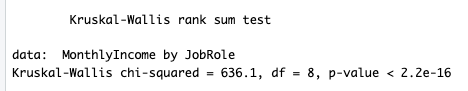 Kruskal-Wallis rank sum test
data:  MonthlyIncome by JobRole
Kruskal-Wallis chi-squared = 636.1, df = 8, p-value < 2.2e-16